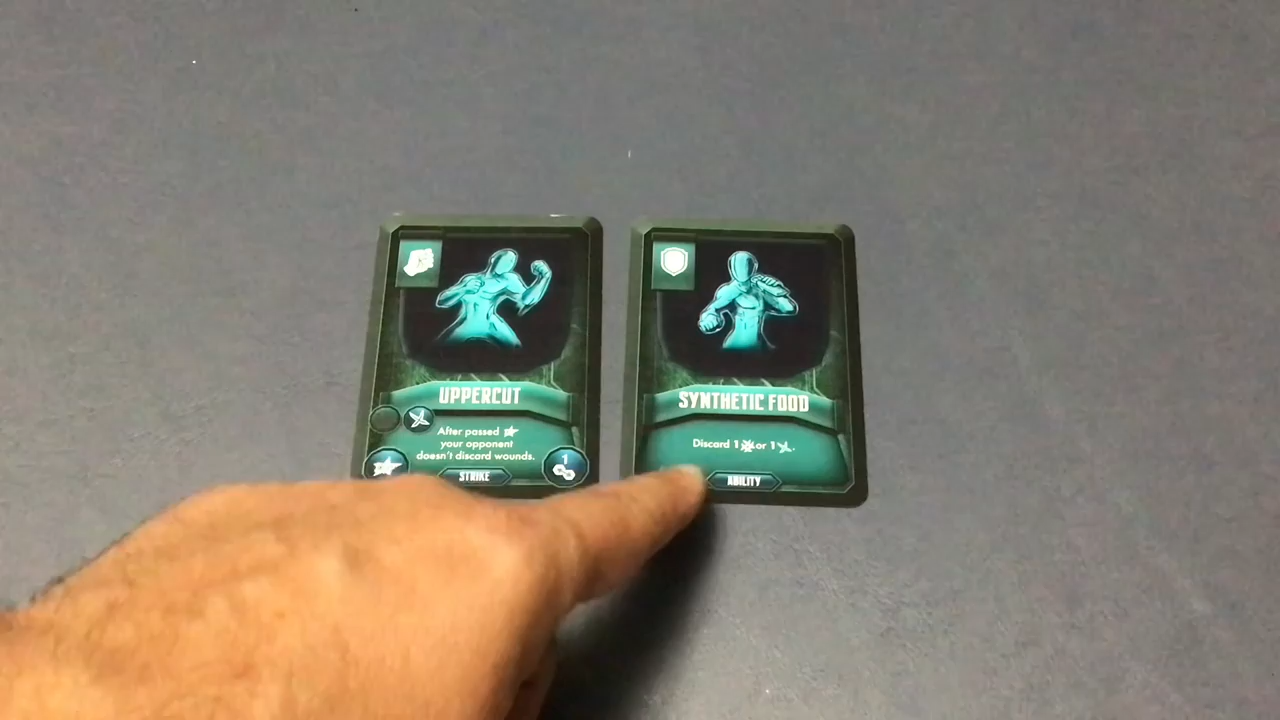 UPPERCUT
After passed
your opponent
doesn't discard wounds.
1
STRIKE
SYNTHETIC FOOD
Discard 1 or 1 .
ABILITY